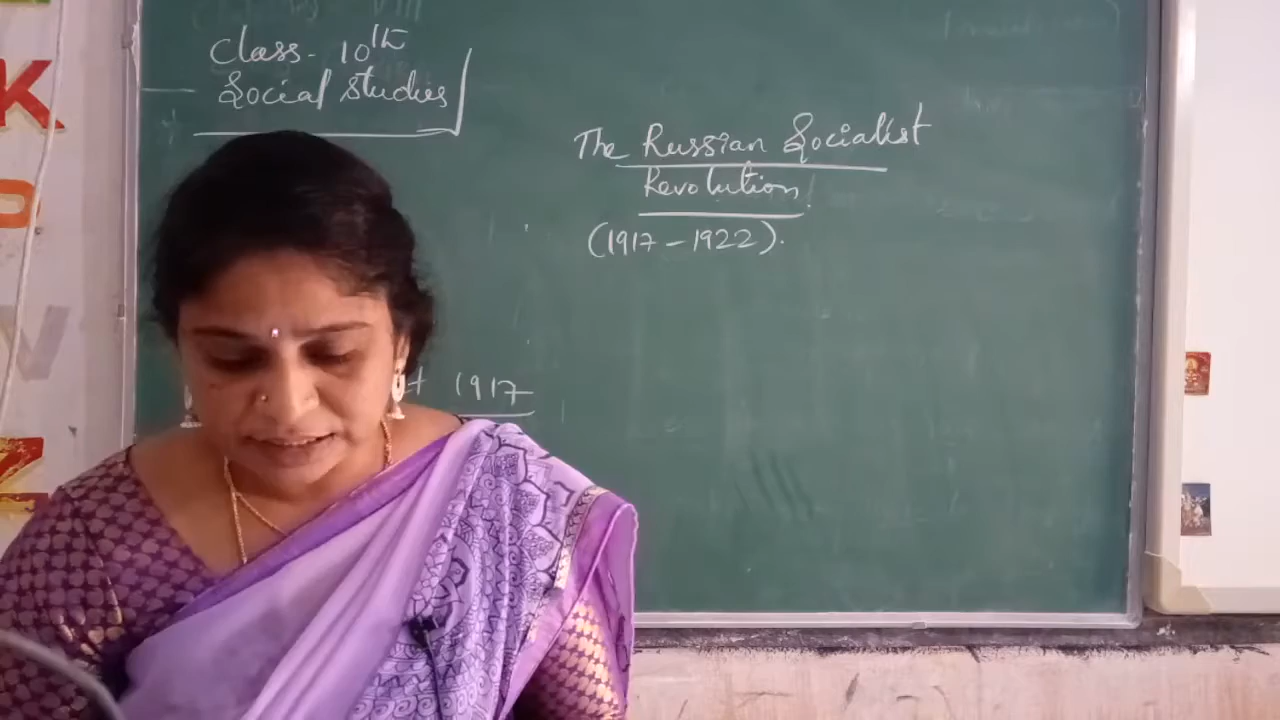 Class - 10th
Social Studies
The Russian Socialist
Revolution
(1917 - 1922).
1917
K
O
V
Z